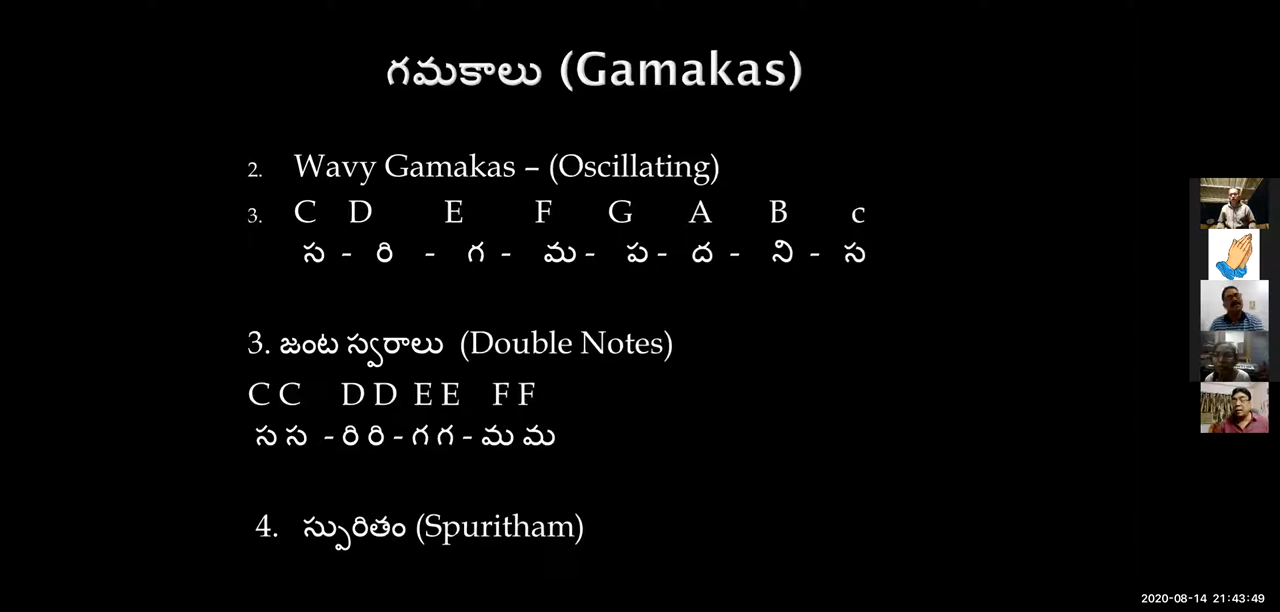 గమకాలు (Gamakas)
2. Wavy Gamakas – (Oscillating)
3. C D E F G A B c
స - రి - గ - మ - ప - ద - ని - స
3. జంట స్వరాలు (Double Notes)
C C D D E E F F
స స - రి రి - గ గ - మ మ
4. స్పురితం (Spuritham)
2020-08-14 21:43:49